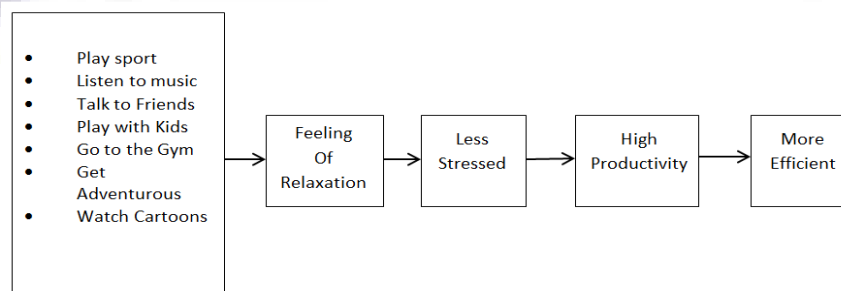 • Play sport
• Listen to music
• Talk to Friends
• Play with Kids
• Go to the Gym
• Get
Adventurous
• Watch Cartoons
Feeling
Of
Relaxation
Less
Stressed
High
Productivity
More
Efficient